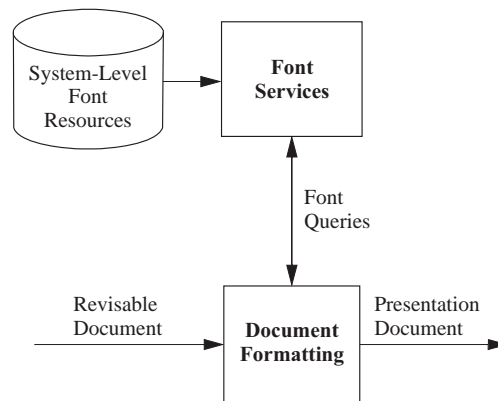 System-Level
Font
Resources
Font
Services
Font
Queries
Revisable
Document
Document
Formatting
Presentation
Document